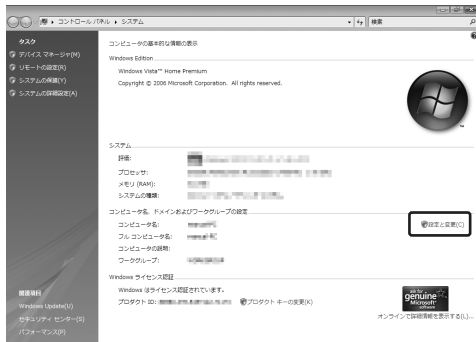 コントロール パネル ▸ システム
検索
タスク
デバイス マネージャ(M)
リモートの設定(R)
システムの保護(Y)
システムの詳細設定(A)
関連項目
Windows Update(U)
セキュリティ センター(S)
パフォーマンス(P)
コンピュータの基本的な情報の表示
Windows Edition
Windows Vista™ Home Premium
Copyright © 2006 Microsoft Corporation. All rights reserved.
システム
評価:
プロセッサ:
メモリ (RAM):
システムの種類:
コンピュータ名、ドメインおよびワークグループの設定
コンピュータ名:
設定と変更(C)
フル コンピュータ名:
コンピュータの説明:
ワークグループ:
Windows ライセンス認証
Windows はライセンス認証されています。
プロダクト ID:
プロダクト キーの変更(K)
ask for
genuine
Microsoft
software
オンラインで詳細情報を表示する(L)...